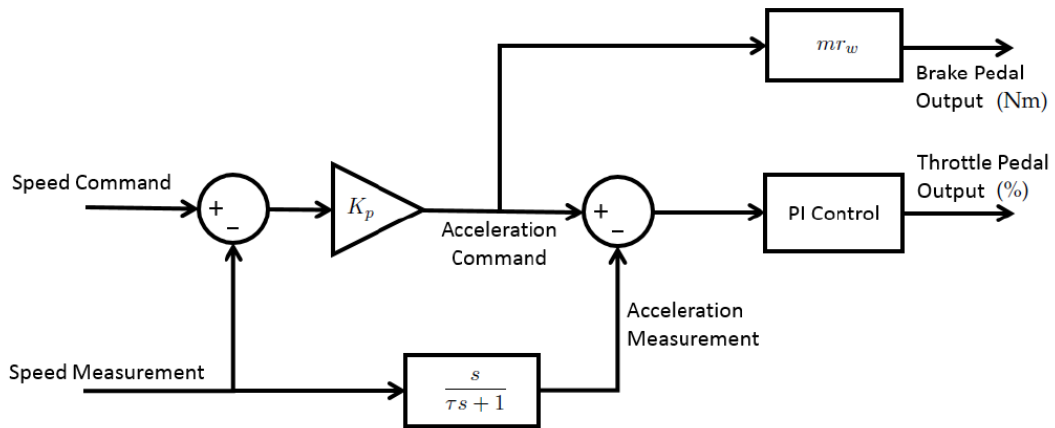 mr_w
Brake Pedal
Output (Nm)
Speed Command
+
−
K_p
Acceleration
Command
+
−
PI Control
Throttle Pedal
Output (%)
Acceleration
Measurement
Speed Measurement
s
τs + 1